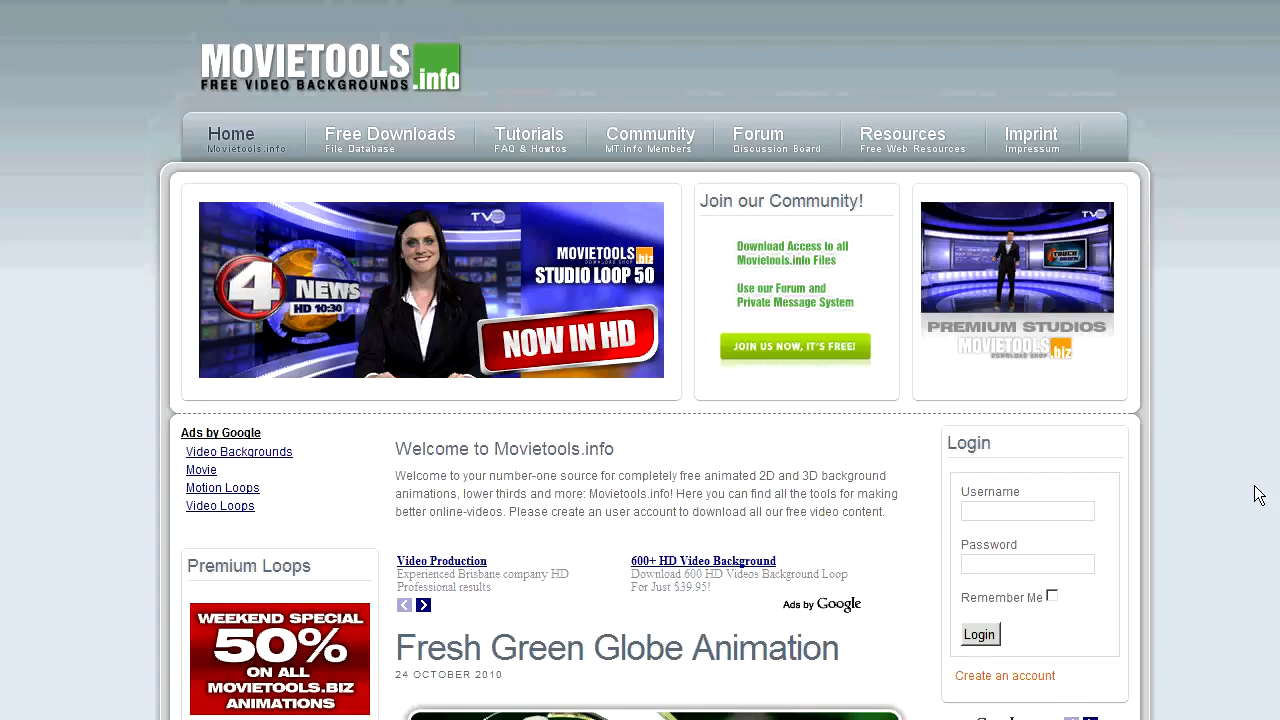 MOVIETOOLS.info
FREE VIDEO BACKGROUNDS
Home
Movietools.info
Free Downloads
File Database
Tutorials
FAQ & Howtos
Community
MT.info Members
Forum
Discussion Board
Resources
Free Web Resources
Imprint
Impressum
TV
4 NEWS
HD 10:30
MOVIETOOLS.biz
DOWNLOAD SHOP
STUDIO LOOP 50
NOW IN HD
Join our Community!
Download Access to all
Movietools.info Files
Use our Forum and
Private Message System
JOIN US NOW, IT'S FREE!
TV
PREMIUM STUDIOS
MOVIETOOLS.biz
DOWNLOAD SHOP
Ads by Google
Video Backgrounds
Movie
Motion Loops
Video Loops
Welcome to Movietools.info
Welcome to your number-one source for completely free animated 2D and 3D background
animations, lower thirds and more: Movietools.info! Here you can find all the tools for making
better online-videos. Please create an user account to download all our free video content.
Video Production
Experienced Brisbane company HD
Professional results
600+ HD Video Background
Download 600 HD Videos Background Loop
For Just $39.95!
Ads by Google
Login
Username
Password
Remember Me
Login
Create an account
Premium Loops
WEEKEND SPECIAL
50%
ON ALL
MOVIETOOLS.BIZ
ANIMATIONS
Fresh Green Globe Animation
24 OCTOBER 2010